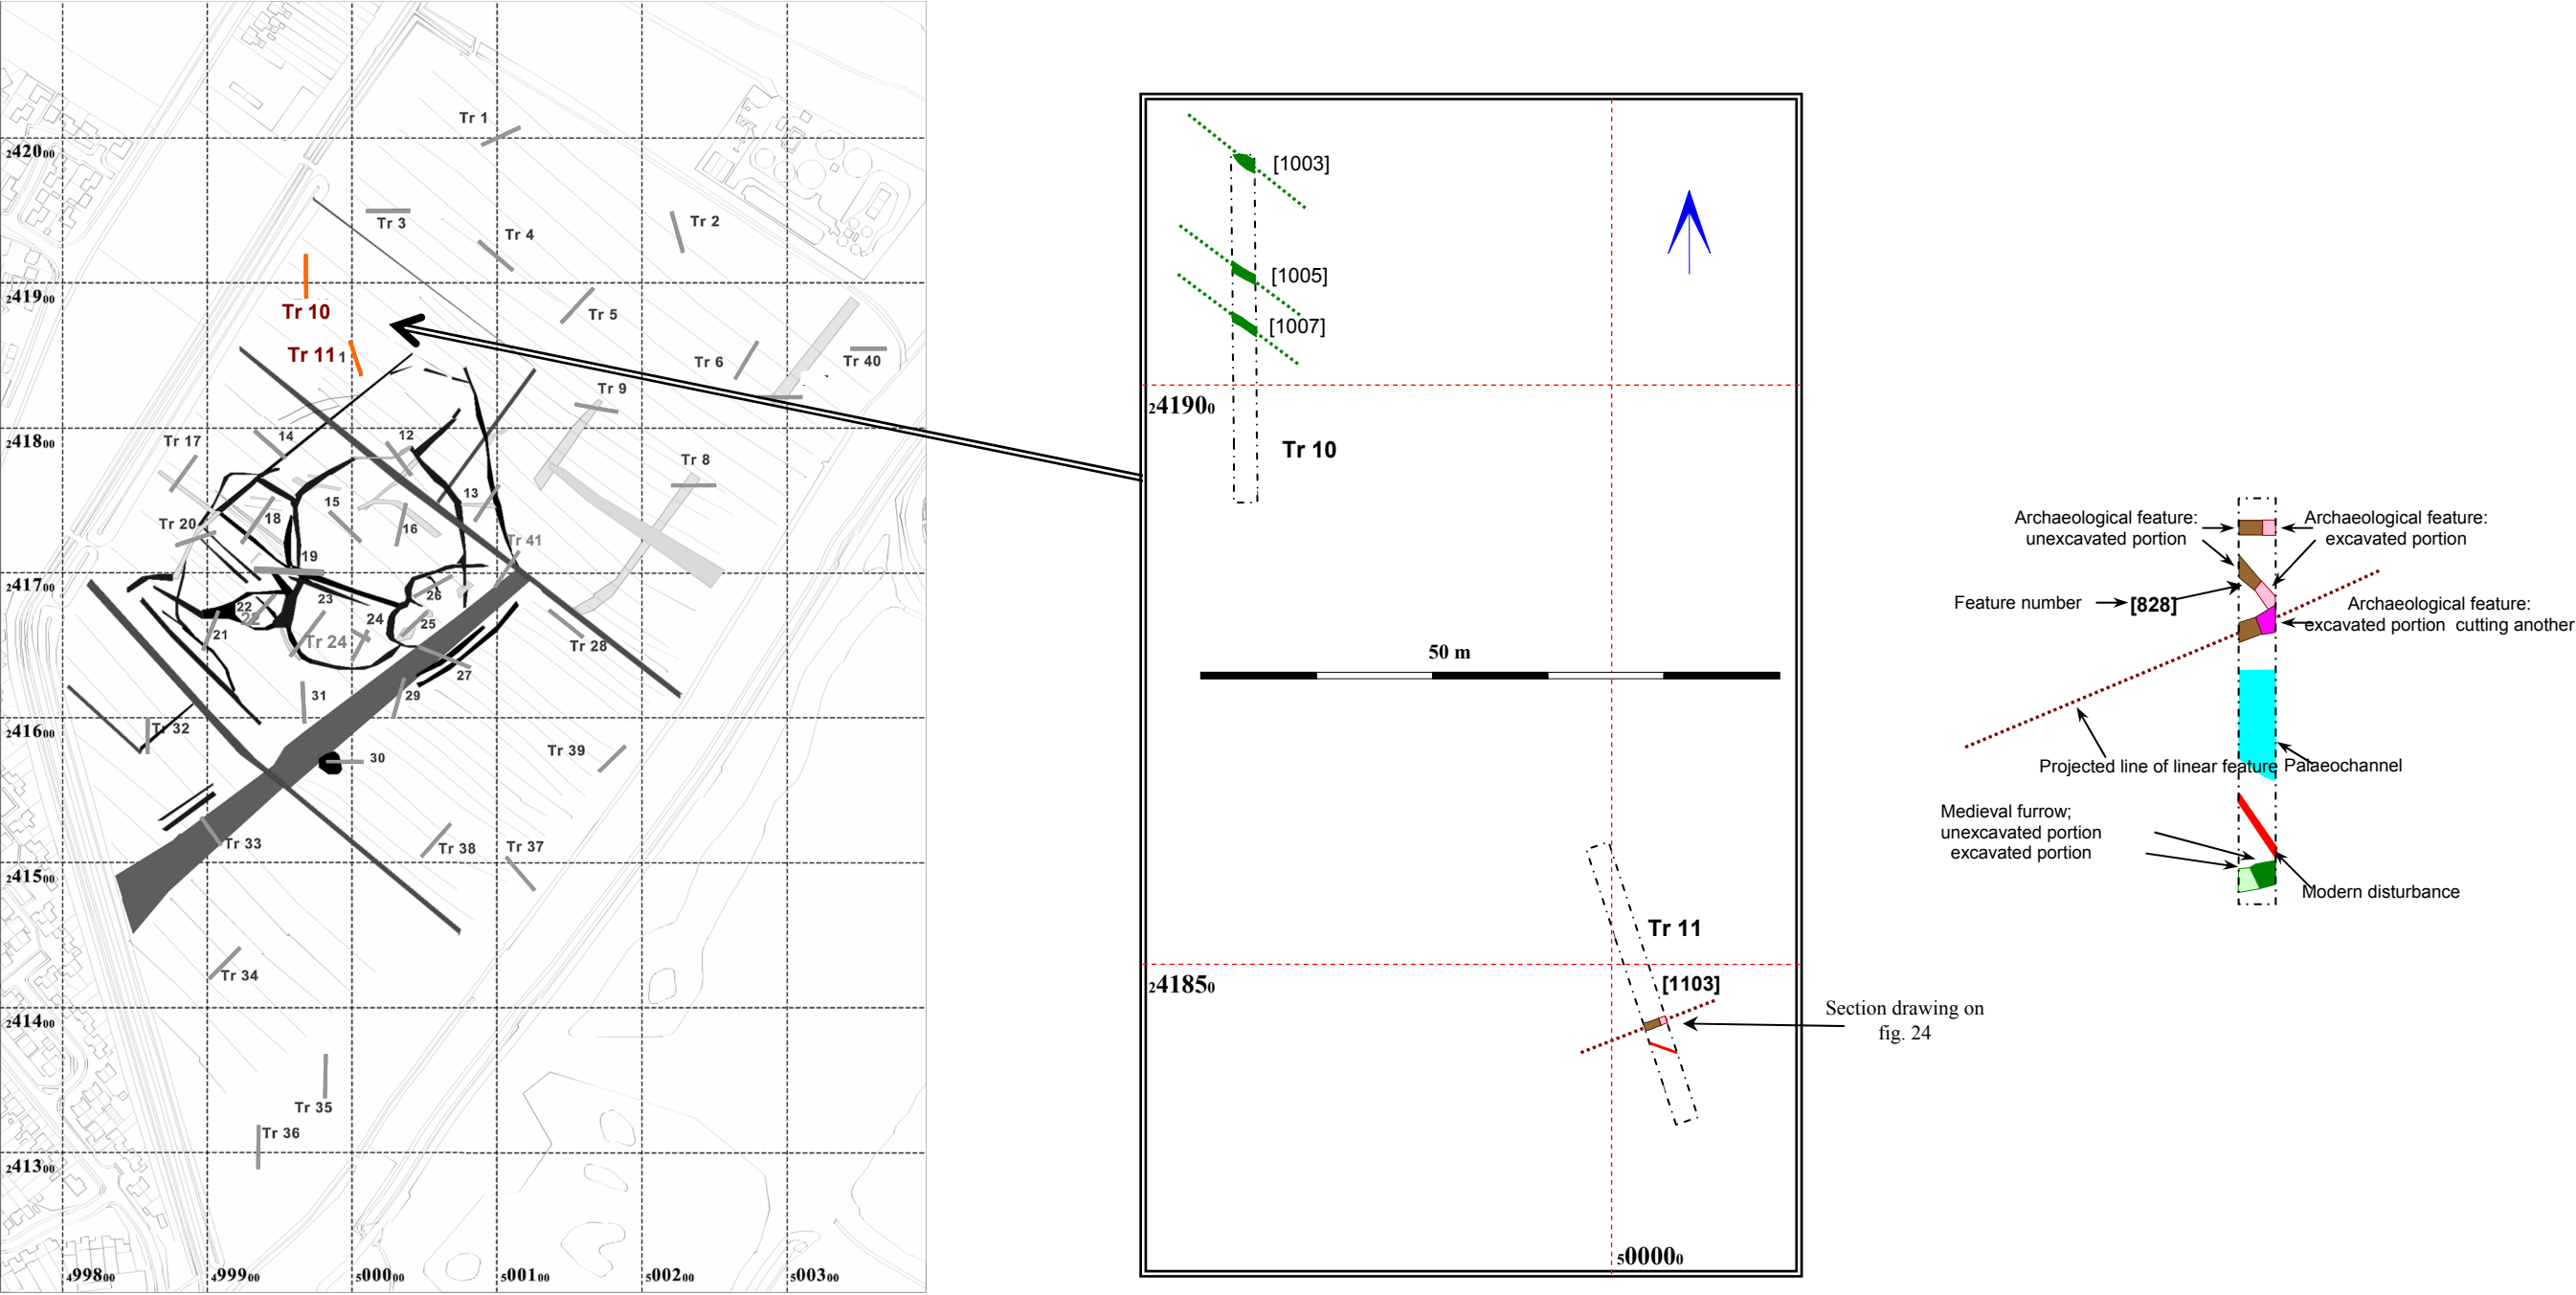 Tr 1
242000
Tr 2
Tr 3
Tr 4
241900
Tr 10
Tr 5
Tr 11 1
Tr 6
Tr 40
Tr 9
241800
Tr 17
14
12
Tr 8
15
13
18
16
Tr 20
Tr 41
19
241700
22
22
23
26
24
25
21
Tr 24
Tr 28
27
31
29
241600
Tr 32
Tr 39
30
Tr 33
Tr 38
Tr 37
241500
Tr 34
241400
Tr 35
Tr 36
241300
499800
499900
500000
500100
500200
500300
[1003]
[1005]
[1007]
241900
Tr 10
50 m
Tr 11
241850
[1103]
Section drawing on
fig. 24
500000
Archaeological feature:
unexcavated portion
Archaeological feature:
excavated portion
Feature number
[828]
Archaeological feature:
excavated portion cutting another
Projected line of linear feature
Palaeochannel
Medieval furrow;
unexcavated portion
excavated portion
Modern disturbance